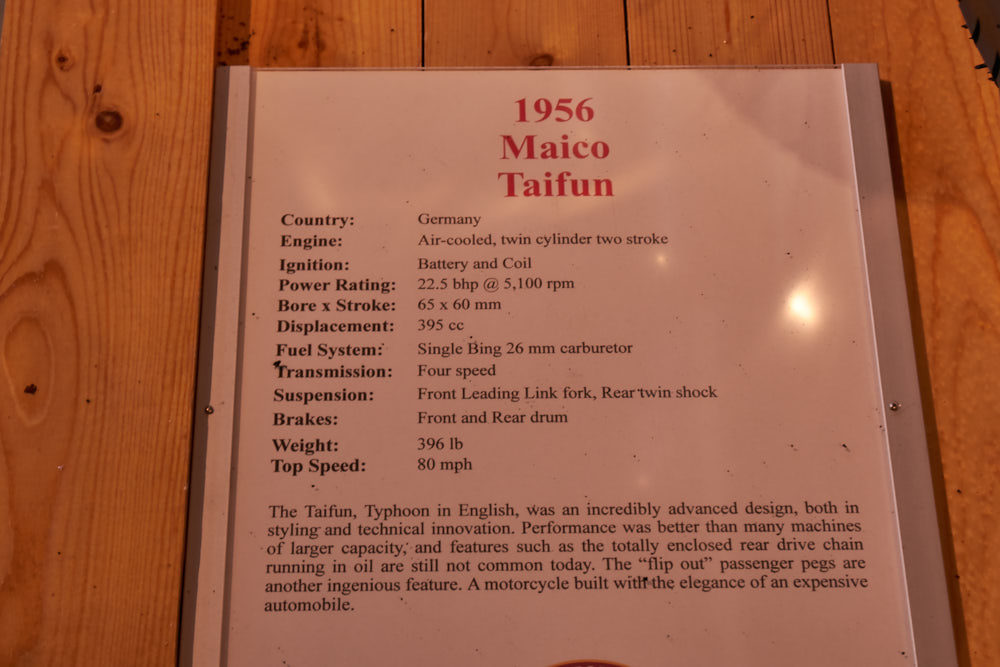 1956
Maico
Taifun
Country: Germany
Engine: Air-cooled, twin cylinder two stroke
Ignition: Battery and Coil
Power Rating: 22.5 bhp @ 5,100 rpm
Bore x Stroke: 65 x 60 mm
Displacement: 395 cc
Fuel System: Single Bing 26 mm carburetor
Transmission: Four speed
Suspension: Front Leading Link fork, Rear twin shock
Brakes: Front and Rear drum
Weight: 396 lb
Top Speed: 80 mph
The Taifun, Typhoon in English, was an incredibly advanced design, both in
styling and technical innovation. Performance was better than many machines
of larger capacity, and features such as the totally enclosed rear drive chain
running in oil are still not common today. The “flip out” passenger pegs are
another ingenious feature. A motorcycle built with the elegance of an expensive
automobile.